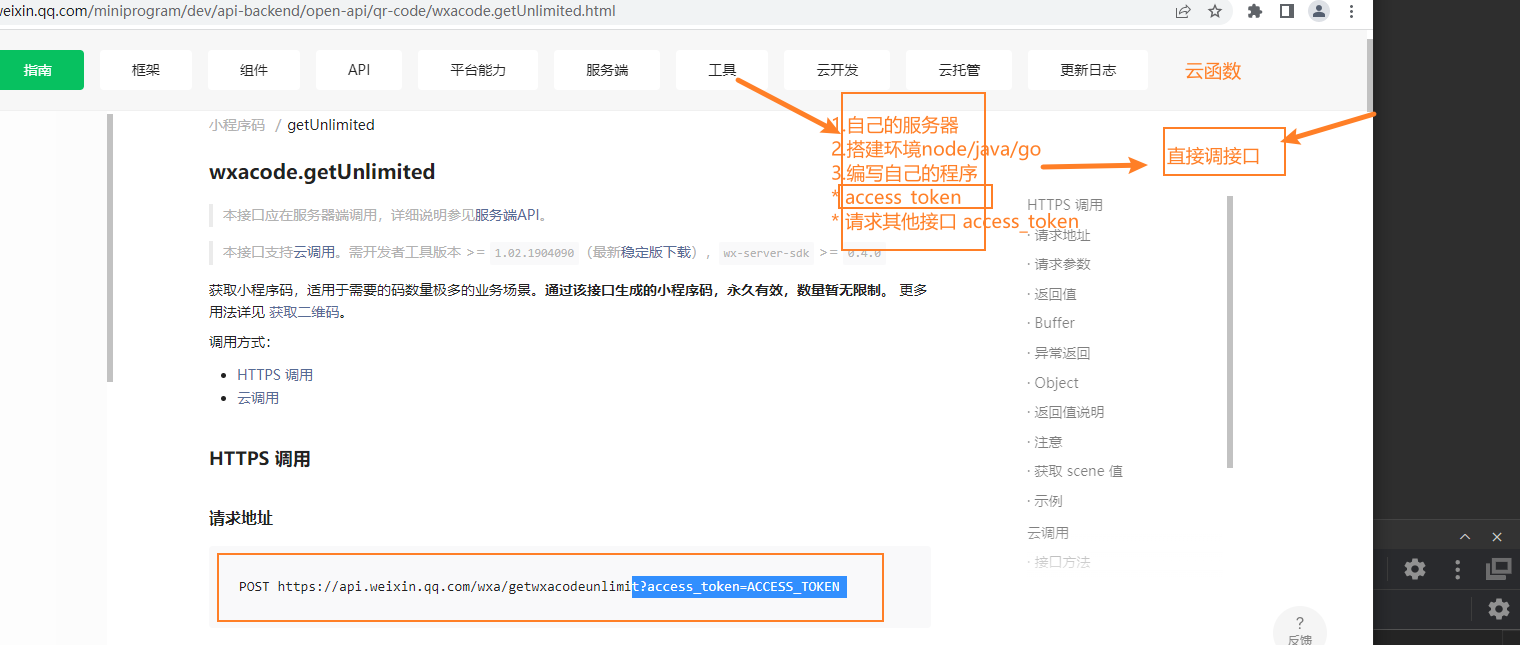 weixin.qq.com/miniprogram/dev/api-backend/open-api/qr-code/wxacode.getUnlimited.html
指南 框架 组件 API 平台能力 服务端 工具 云开发 云托管 更新日志 云函数
小程序码 / getUnlimited
wxacode.getUnlimited
本接口应在服务器端调用，详细说明参见服务端API。
本接口支持云调用。需开发者工具版本 >= 1.02.1904090 （最新稳定版下载），wx-server-sdk >= 0.4.0
获取小程序码，适用于需要的码数量极多的业务场景。通过该接口生成的小程序码，永久有效，数量暂无限制。 更多
用法详见 获取二维码。
调用方式：
HTTPS 调用
云调用
HTTPS 调用
请求地址
POST https://api.weixin.qq.com/wxa/getwxacodeunlimit?access_token=ACCESS_TOKEN
1.自己的服务器
2.搭建环境node/java/go
3.编写自己的程序
* access_token
* 请求其他接口 access_token
直接调接口
HTTPS 调用
· 请求地址
· 请求参数
· 返回值
· Buffer
· 异常返回
· Object
· 返回值说明
· 注意
· 获取 scene 值
· 示例
云调用
· 接口方法
?
反馈